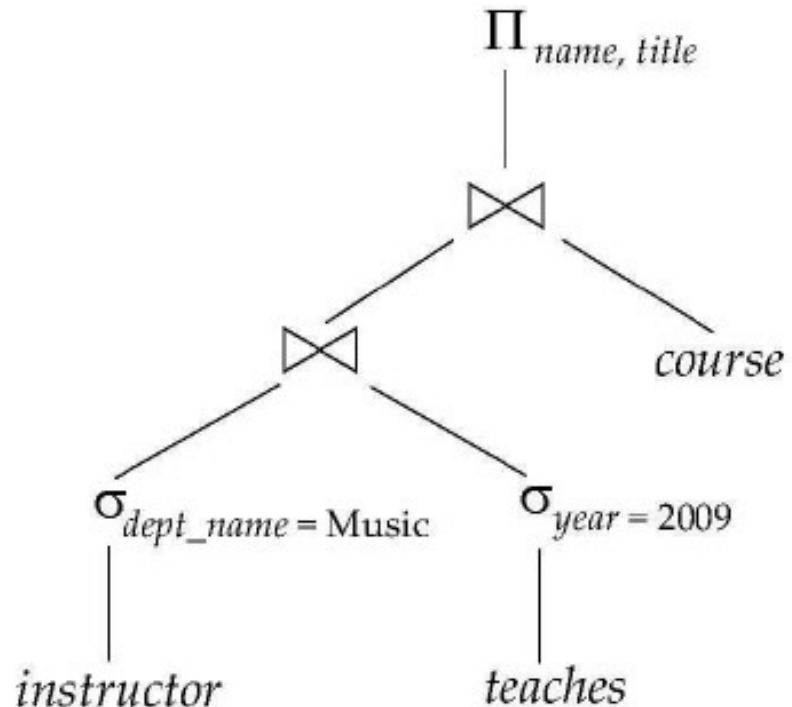 Π name, title
⋈
course
⋈
σ dept_name = Music
σ year = 2009
instructor
teaches